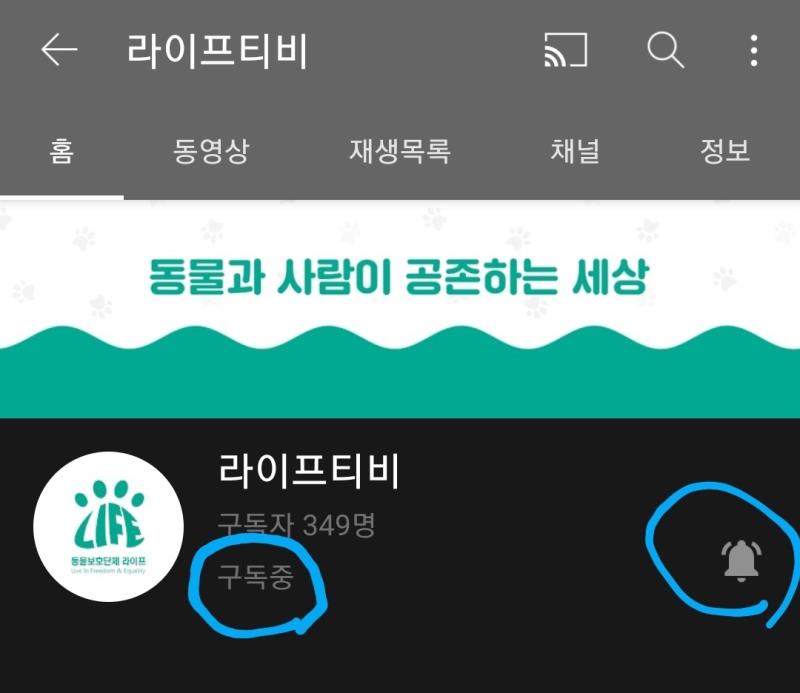 라이프티비
홈 동영상 재생목록 채널 정보
동물과 사람이 공존하는 세상
라이프티비
구독자 349명
구독중
LIFE
동물보호단체 라이프
Live In Freedom & Equality